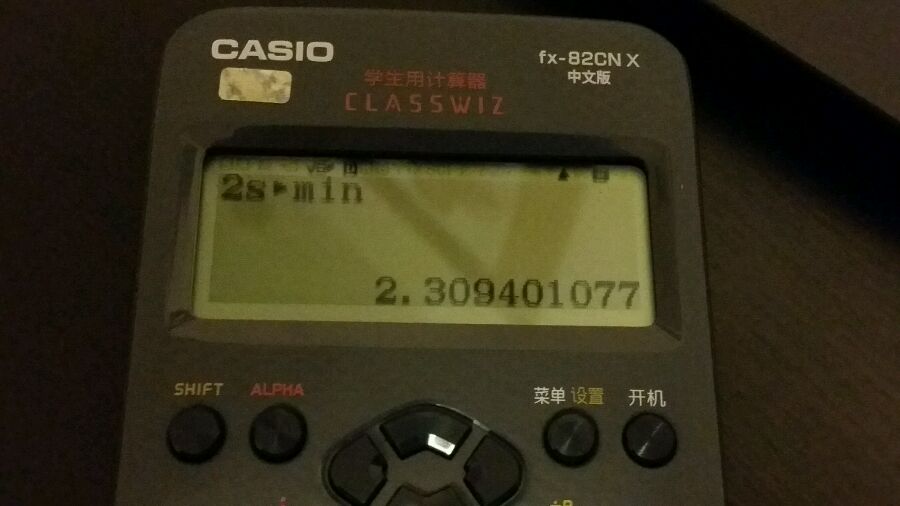 CASIO
fx-82CN X
中文版
学生用计算器
CLASSWIZ
2s▶min
2.309401077
SHIFT
ALPHA
菜单 设置
开机